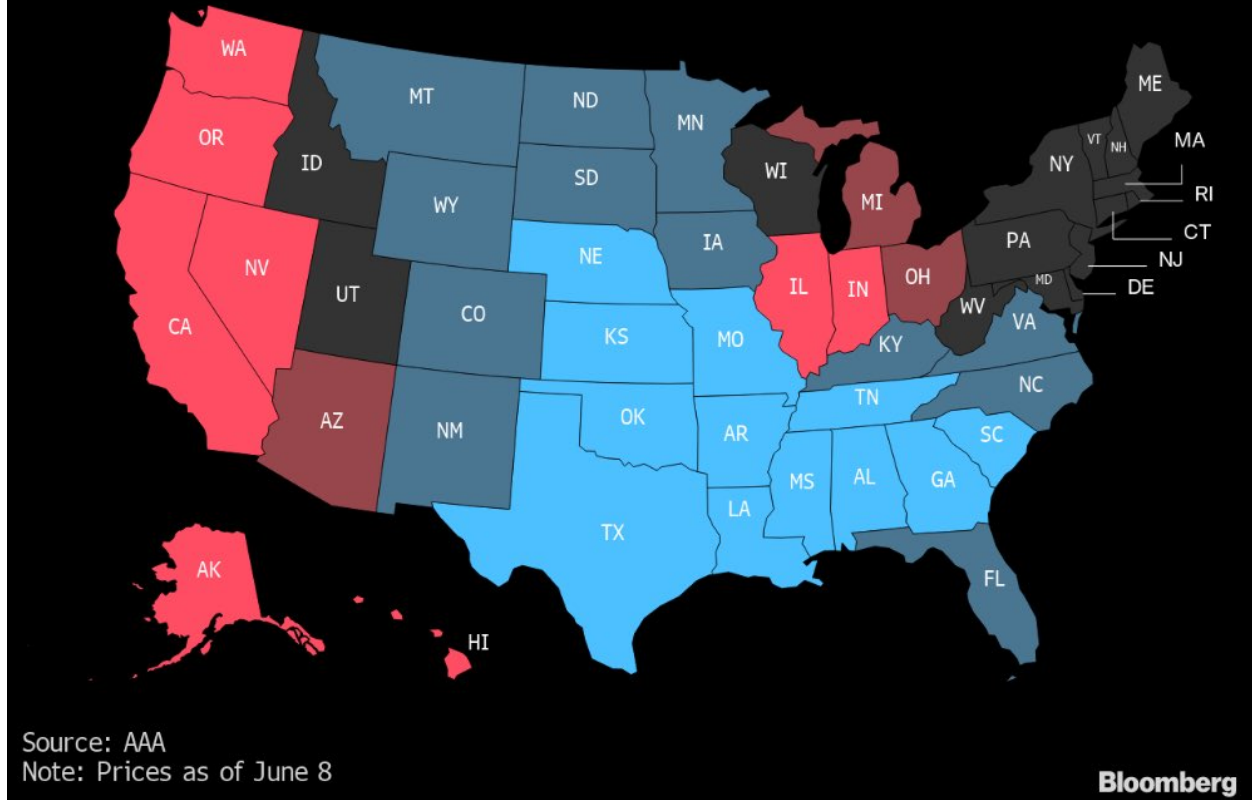 WA
MT
ND
MN
ME
OR
ID
SD
WI
VT
NH
MA
WY
NY
MI
RI
IA
PA
CT
NV
NE
NJ
UT
IL
IN
OH
MD
DE
CA
CO
KS
MO
WV
VA
KY
NC
AZ
NM
OK
TN
AR
SC
MS
AL
GA
LA
TX
AK
FL
HI
Source: AAA
Note: Prices as of June 8
Bloomberg